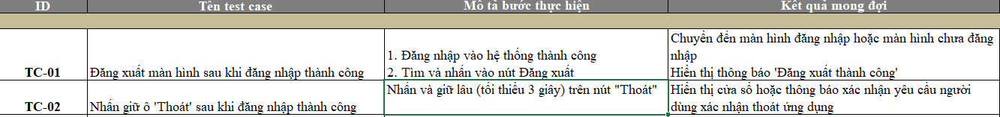 ID Tên test case Mô tả bước thực hiện Kết quả mong đợi
TC-01 Đăng xuất màn hình sau khi đăng nhập thành công
1. Đăng nhập vào hệ thống thành công
2. Tìm và nhấn vào nút Đăng xuất
Chuyển đến màn hình đăng nhập hoặc màn hình chưa đăng
nhập
Hiển thị thông báo 'Đăng xuất thành công'
TC-02 Nhấn giữ ô 'Thoát' sau khi đăng nhập thành công
Nhấn và giữ lâu (tối thiểu 3 giây) trên nút "Thoát"
Hiển thị cửa sổ hoặc thông báo xác nhận yêu cầu người
dùng xác nhận thoát ứng dụng